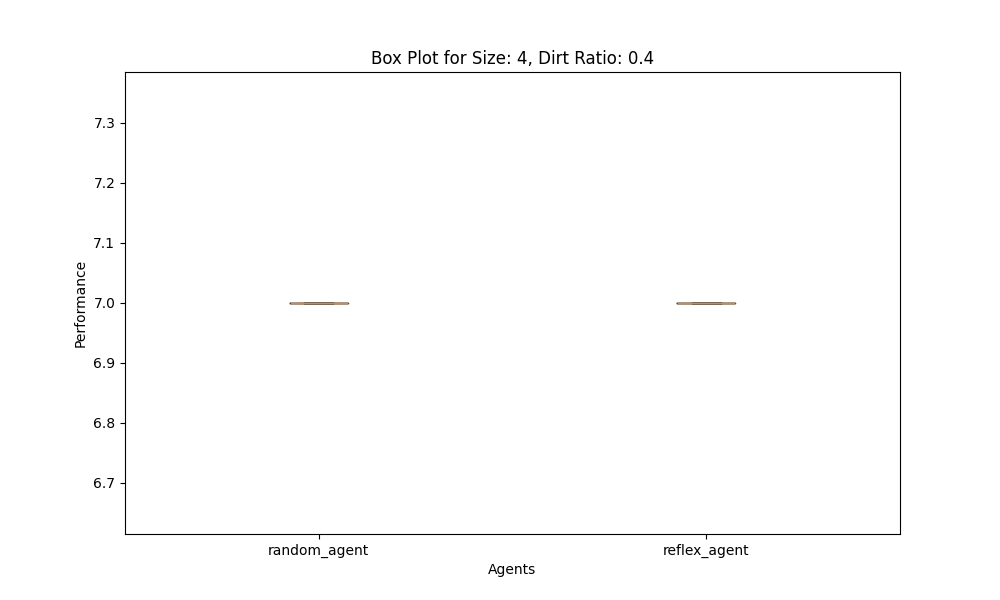 Box Plot for Size: 4, Dirt Ratio: 0.4
7.3
7.2
7.1
7.0
6.9
6.8
6.7
Performance
random_agent
reflex_agent
Agents